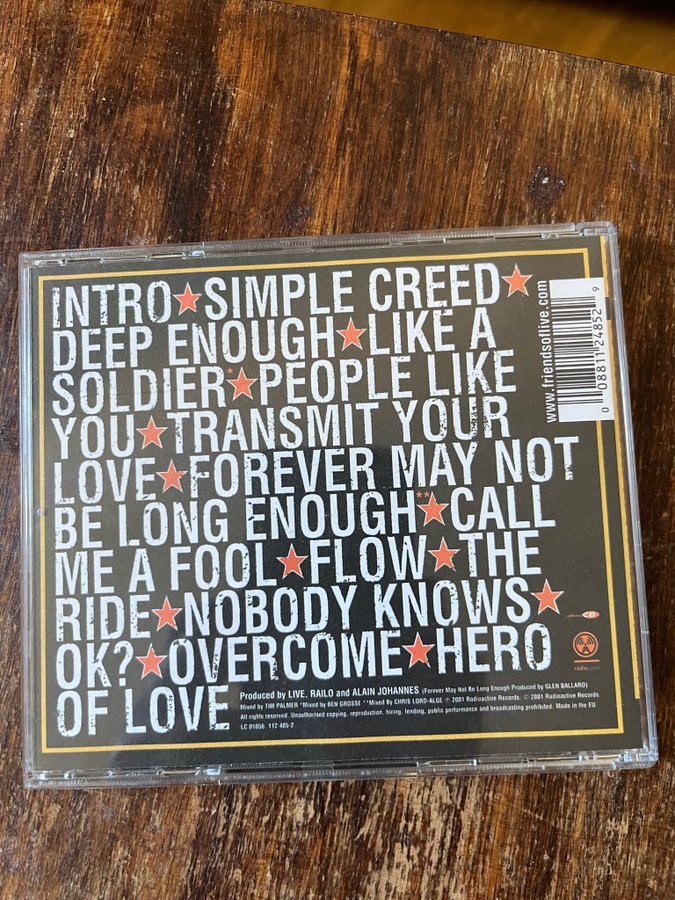 INTRO★SIMPLE CREED★
DEEP ENOUGH★LIKE A
SOLDIER*★PEOPLE LIKE
YOU★TRANSMIT YOUR
LOVE★FOREVER MAY NOT
BE LONG ENOUGH**★CALL
ME A FOOL★FLOW★THE
RIDE★NOBODY KNOWS★
OK?★OVERCOME★HERO
OF LOVE
Produced by LIVE, RAILO and ALAIN JOHANNES (Forever May Not Be Long Enough Produced by GLEN BALLARD)
Mixed by TIM PALMER *Mixed by BEN GROSSE **Mixed By CHRIS LORD-ALGE ℗ 2001 Radioactive Records. © 2001 Radioactive Records.
All rights reserved. Unauthorised copying, reproduction, hiring, lending, public performance and broadcasting prohibited. Made in the EU
LC 01056 112 485-2
www.friendsoflive.com
0 08811 24852 9